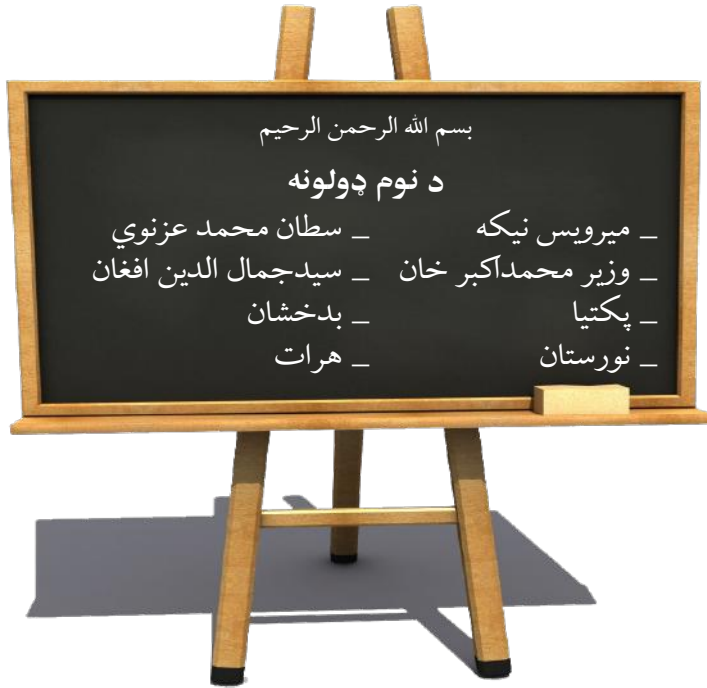 بسم الله الرحمن الرحیم
د نوم ډولونه
_ میرویس نیکه _ سطان محمد عزنوي
_ وزیر محمداکبر خان _ سیدجمال الدین افغان
_ پکتیا _ بدخشان
_ نورستان _ هرات